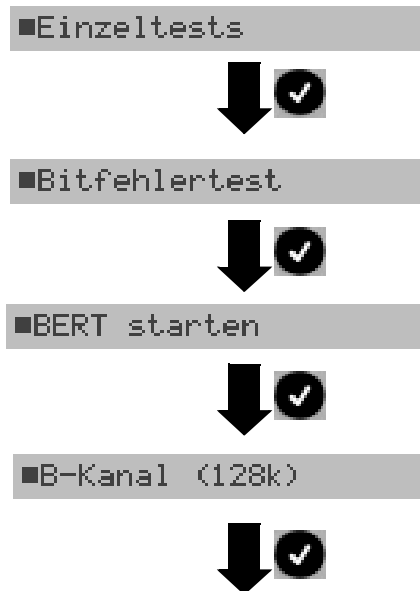 ■Einzeltests
■Bitfehlertest
■BERT starten
■B-Kanal (128k)